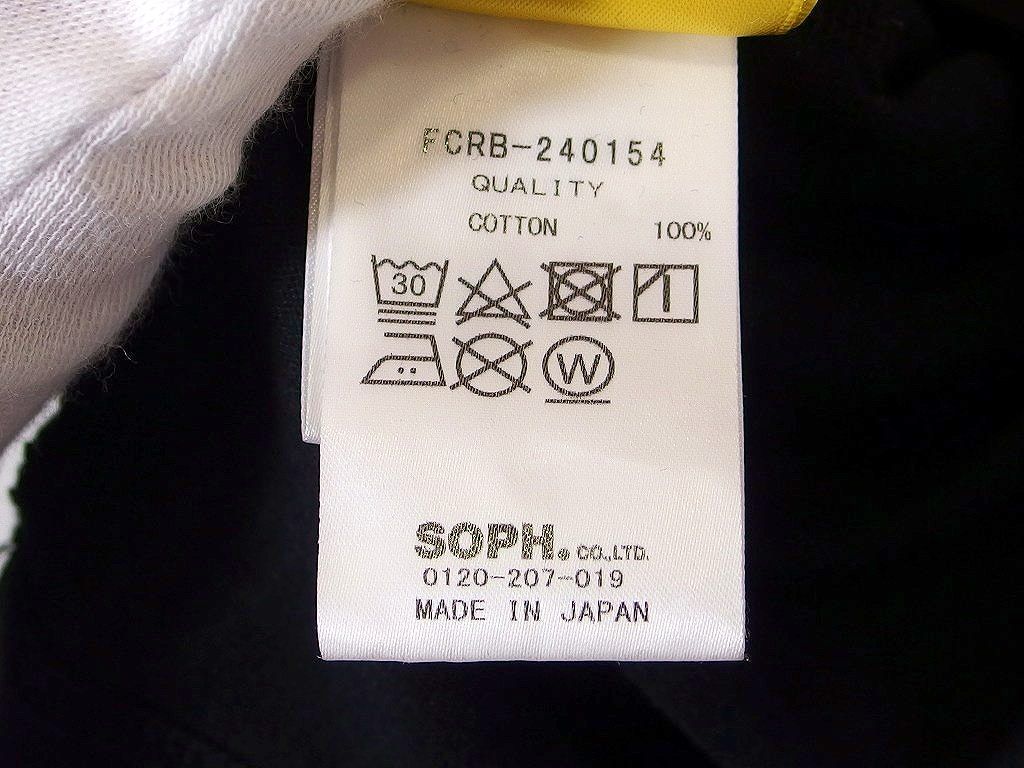 FCRB-240154
QUALITY
COTTON 100%
30
W
SOPH. CO.,LTD.
0120-207-019
MADE IN JAPAN